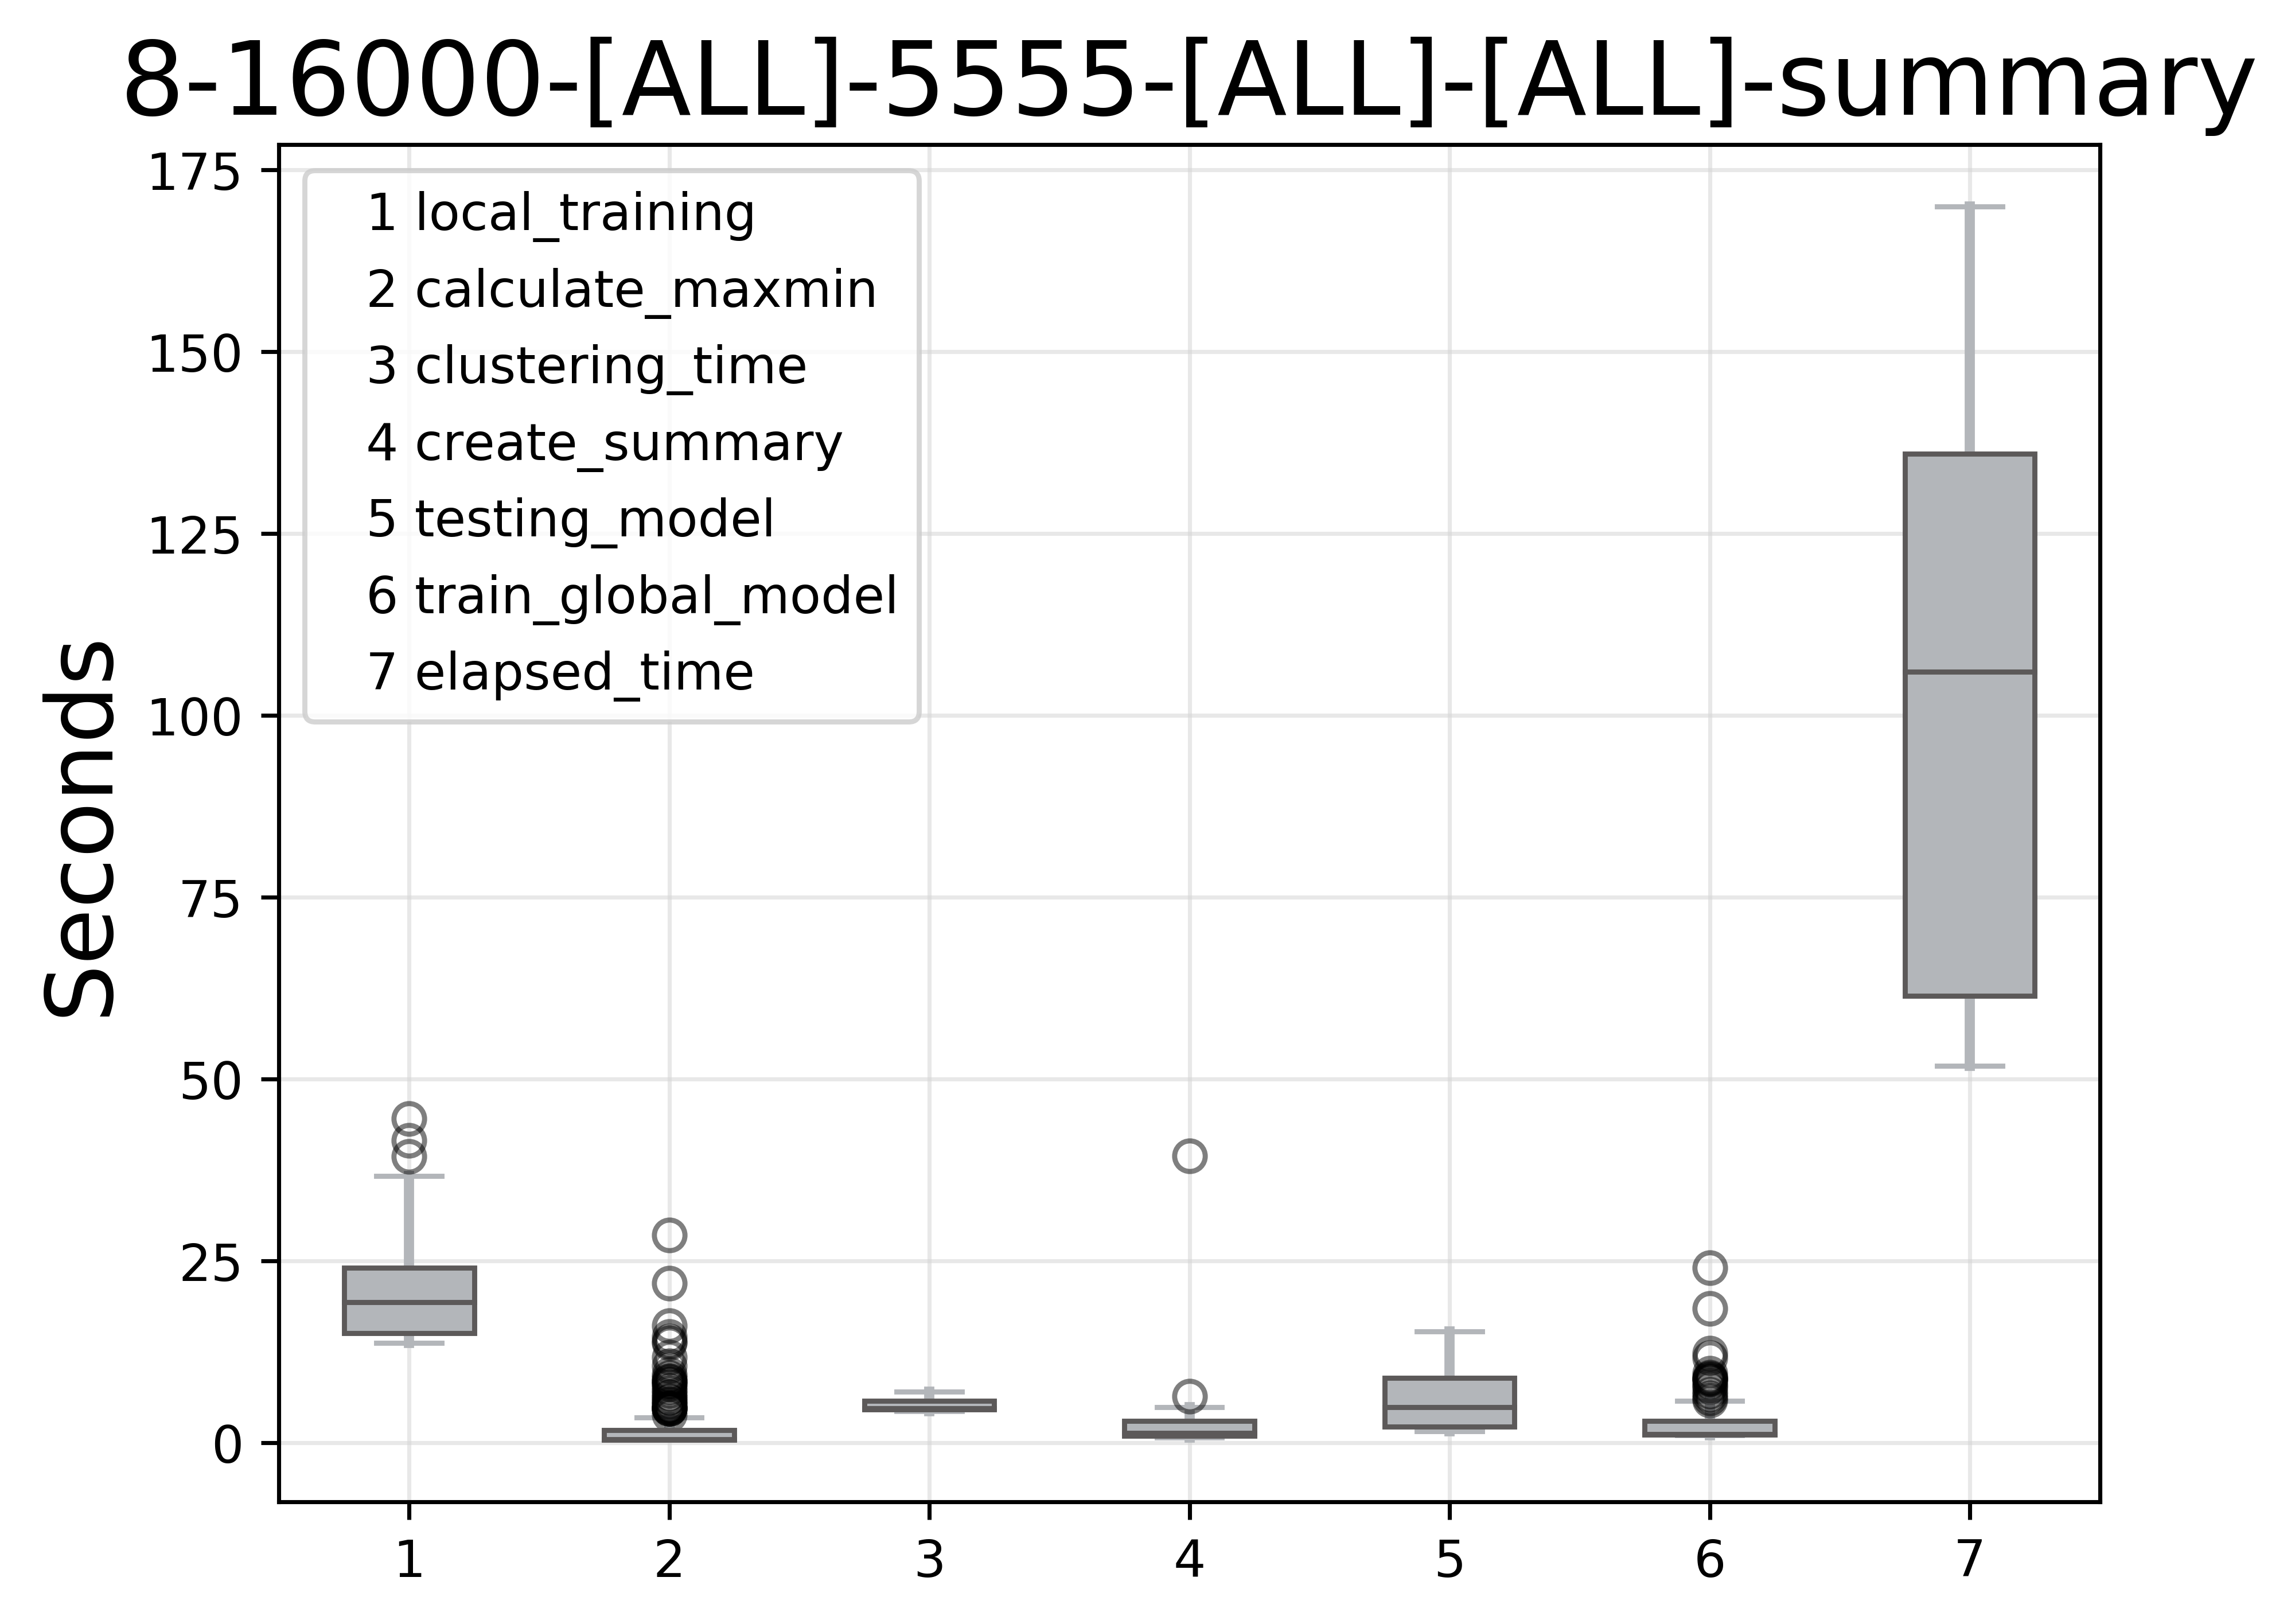 8-16000-[ALL]-5555-[ALL]-[ALL]-summary
Seconds
175
150
125
100
75
50
25
0
1 local_training
2 calculate_maxmin
3 clustering_time
4 create_summary
5 testing_model
6 train_global_model
7 elapsed_time
1 2 3 4 5 6 7